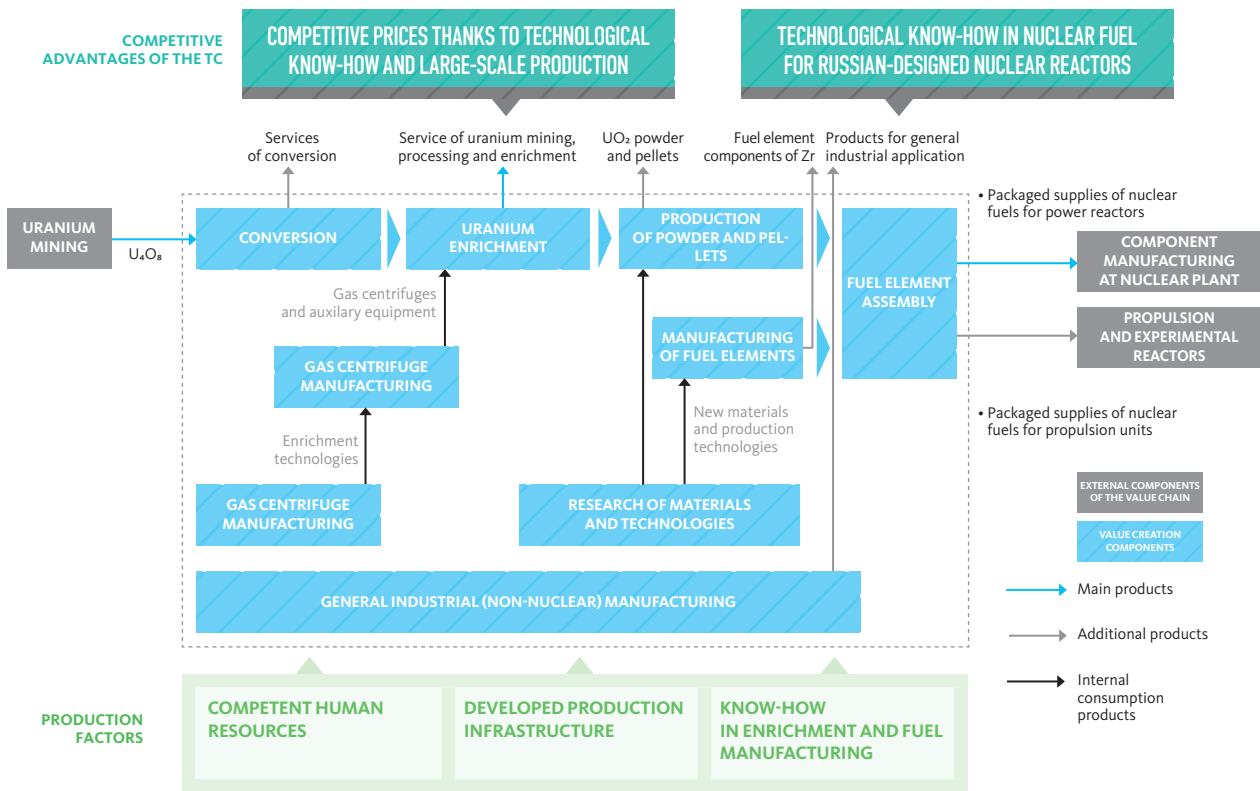 COMPETITIVE
ADVANTAGES OF THE TC
COMPETITIVE PRICES THANKS TO TECHNOLOGICAL
KNOW-HOW AND LARGE-SCALE PRODUCTION
TECHNOLOGICAL KNOW-HOW IN NUCLEAR FUEL
FOR RUSSIAN-DESIGNED NUCLEAR REACTORS
Services
of conversion
Service of uranium mining,
processing and enrichment
UO₂ powder
and pellets
Fuel element
components of Zr
Products for general
industrial application
URANIUM
MINING
U₄O₈
CONVERSION
URANIUM
ENRICHMENT
PRODUCTION
OF POWDER AND PEL-
LETS
FUEL ELEMENT
ASSEMBLY
• Packaged supplies of nuclear
fuels for power reactors
COMPONENT
MANUFACTURING
AT NUCLEAR PLANT
PROPULSION
AND EXPERIMENTAL
REACTORS
• Packaged supplies of nuclear
fuels for propulsion units
Gas centrifuges
and auxilary equipment
GAS CENTRIFUGE
MANUFACTURING
MANUFACTURING
OF FUEL ELEMENTS
Enrichment
technologies
New materials
and production
technologies
GAS CENTRIFUGE
MANUFACTURING
RESEARCH OF MATERIALS
AND TECHNOLOGIES
GENERAL INDUSTRIAL (NON-NUCLEAR) MANUFACTURING
EXTERNAL COMPONENTS
OF THE VALUE CHAIN
VALUE CREATION
COMPONENTS
Main products
Additional products
Internal
consumption
products
PRODUCTION
FACTORS
COMPETENT HUMAN
RESOURCES
DEVELOPED PRODUCTION
INFRASTRUCTURE
KNOW-HOW
IN ENRICHMENT AND FUEL
MANUFACTURING